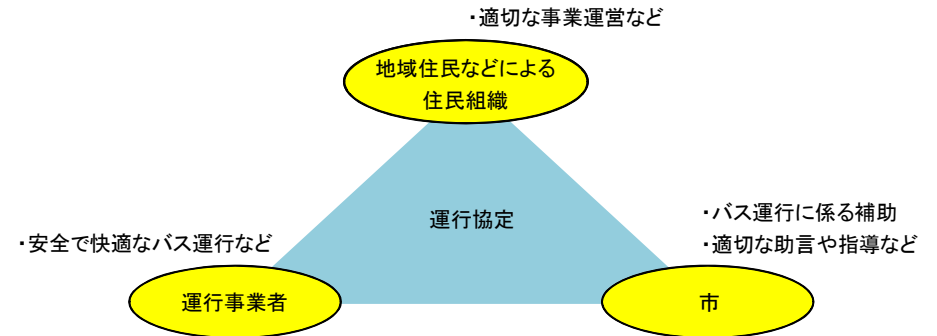 ・適切な事業運営など
地域住民などによる
住民組織
運行協定
・バス運行に係る補助
・適切な助言や指導など
・安全で快適なバス運行など
運行事業者
市